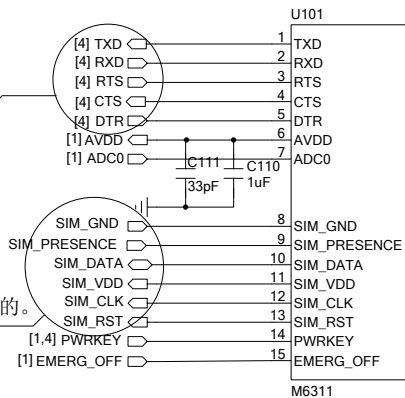 U101
[4] TXD 1 TXD
[4] RXD 2 RXD
[4] RTS 3 RTS
[4] CTS 4 CTS
[4] DTR 5 DTR
[1] AVDD 6 AVDD
[1] ADC0 7 ADC0
C111 C110
33pF 1uF
SIM_GND 8 SIM_GND
SIM_PRESENCE 9 SIM_PRESENCE
SIM_DATA 10 SIM_DATA
SIM_VDD 11 SIM_VDD
的。 SIM_CLK 12 SIM_CLK
SIM_RST 13 SIM_RST
[1,4] PWRKEY 14 PWRKEY
[1] EMERG_OFF 15 EMERG_OFF
M6311